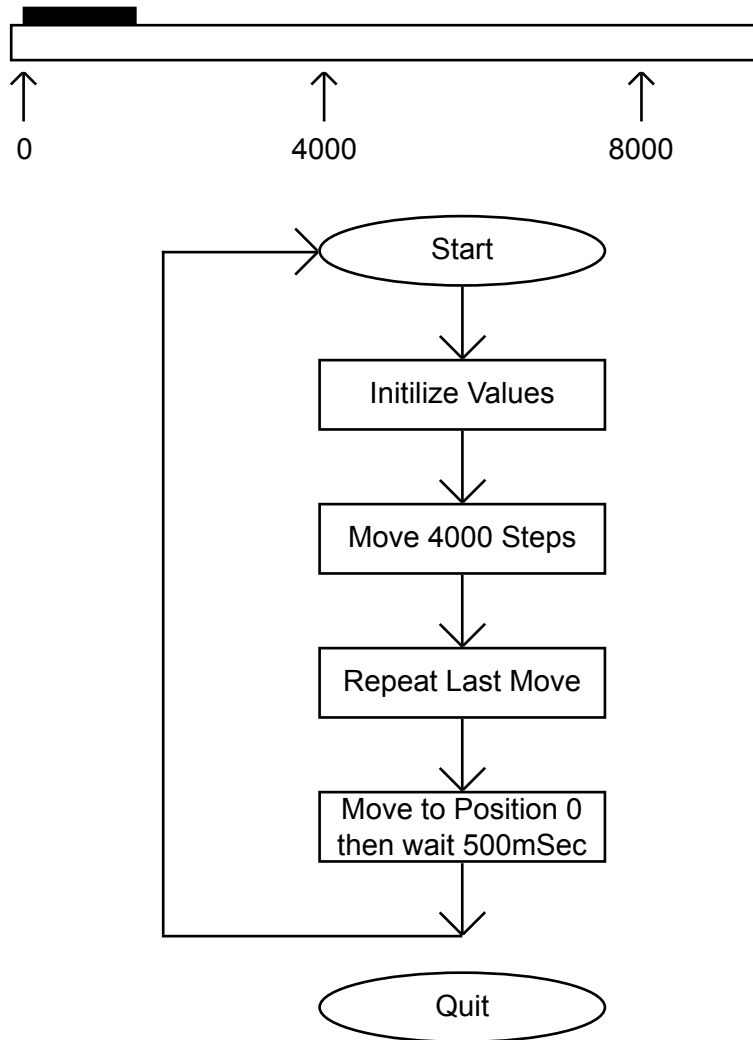 0
4000
8000
Start
Initilize Values
Move 4000 Steps
Repeat Last Move
Move to Position 0
then wait 500mSec
Quit